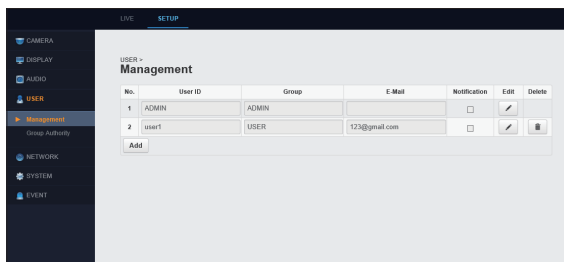 LIVE SETUP
CAMERA
DISPLAY
AUDIO
USER
Management
Group Authority
NETWORK
SYSTEM
EVENT
USER >
Management
No. User ID Group E-Mail Notification Edit Delete
1 ADMIN ADMIN
2 user1 USER 123@gmail.com
Add